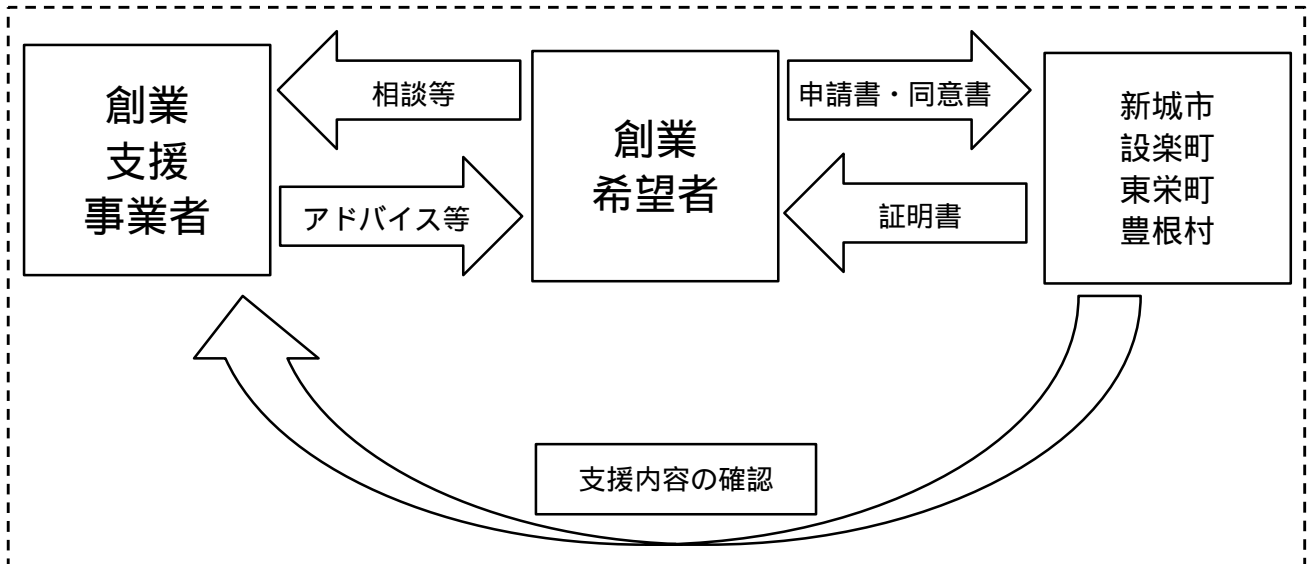 創業
支援
事業者
相談等
アドバイス等
創業
希望者
申請書・同意書
証明書
新城市
設楽町
東栄町
豊根村
支援内容の確認